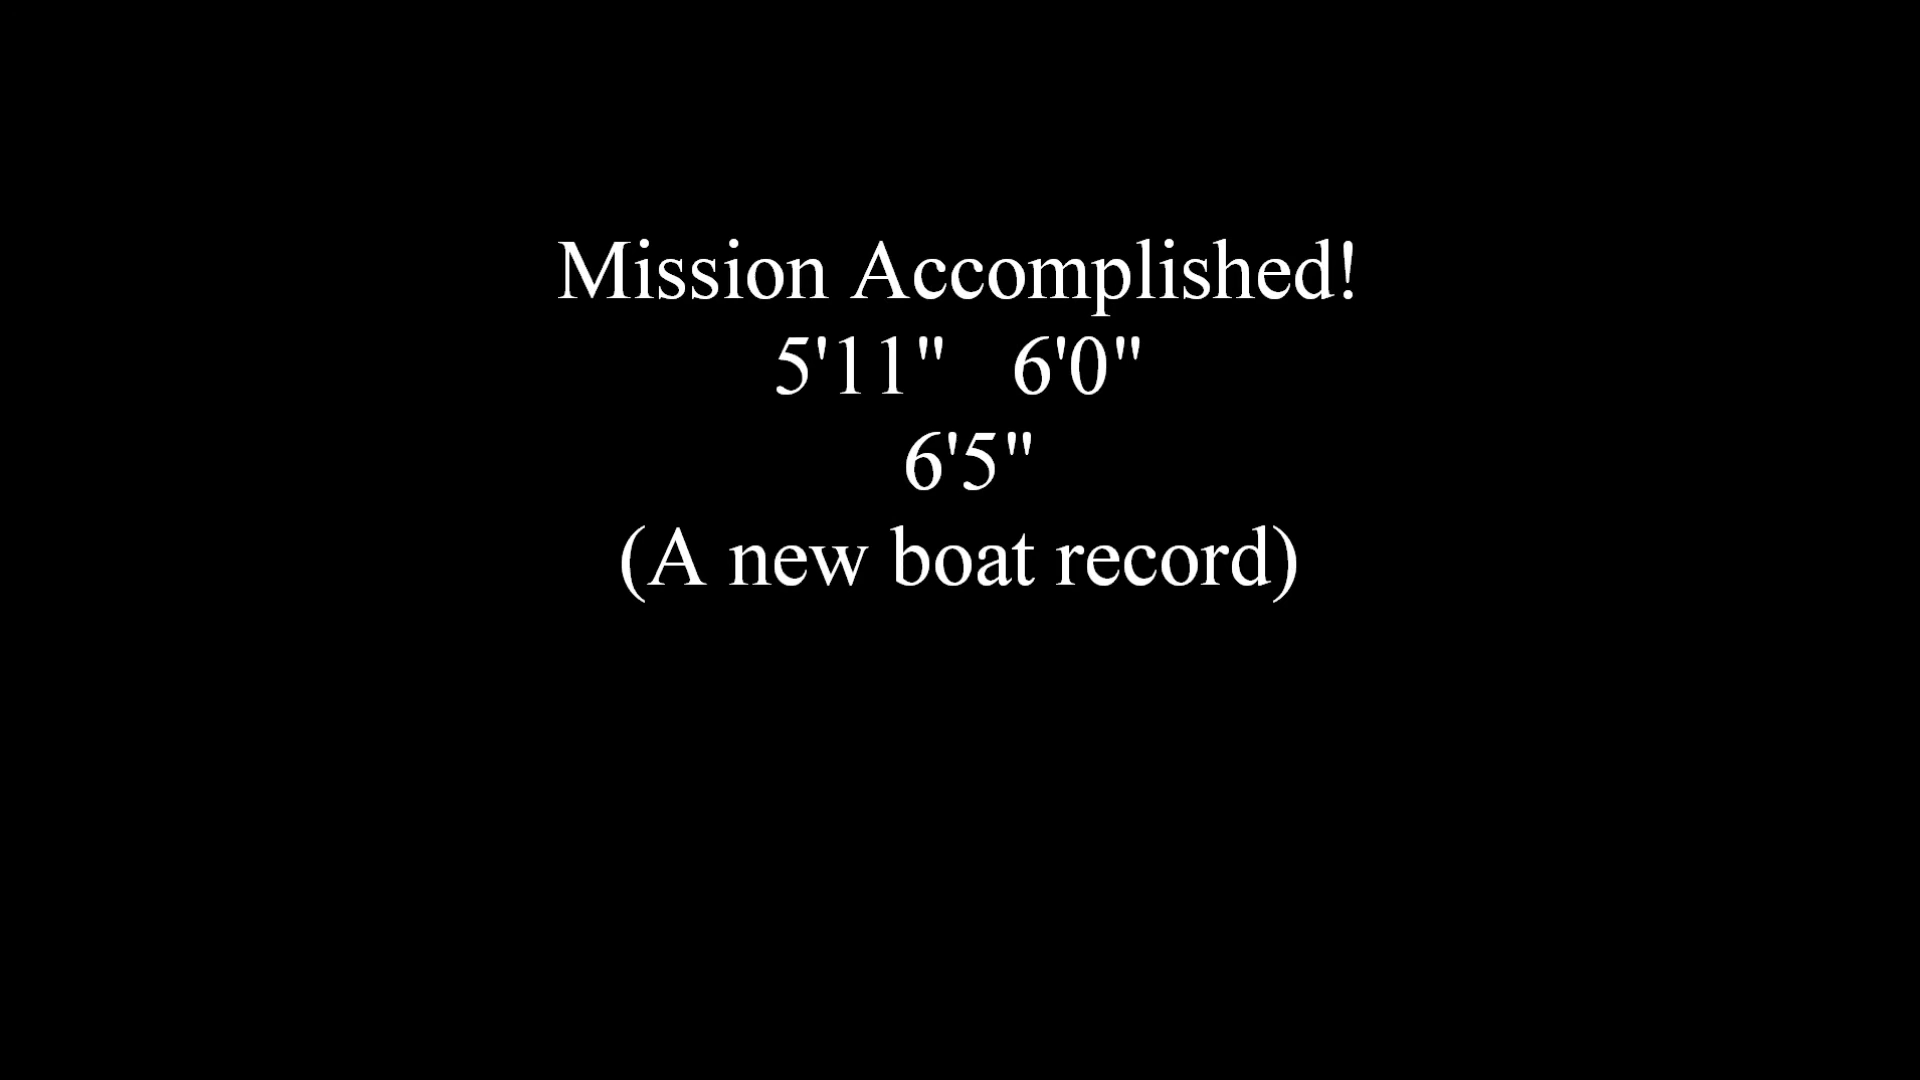 Mission Accomplished!
5'11" 6'0"
6'5"
(A new boat record)